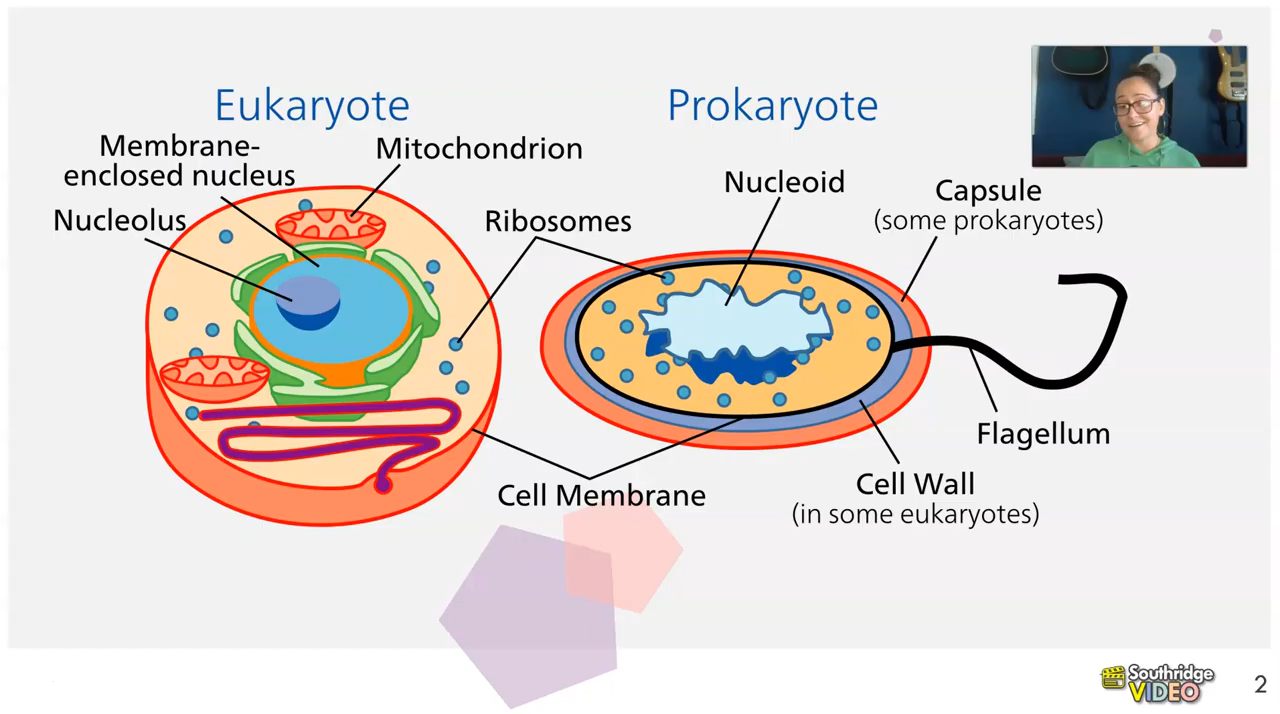 Eukaryote
Prokaryote
Membrane-
enclosed nucleus
Mitochondrion
Nucleolus
Ribosomes
Nucleoid
Capsule
(some prokaryotes)
Flagellum
Cell Membrane
Cell Wall
(in some eukaryotes)
Southridge
VIDEO
2